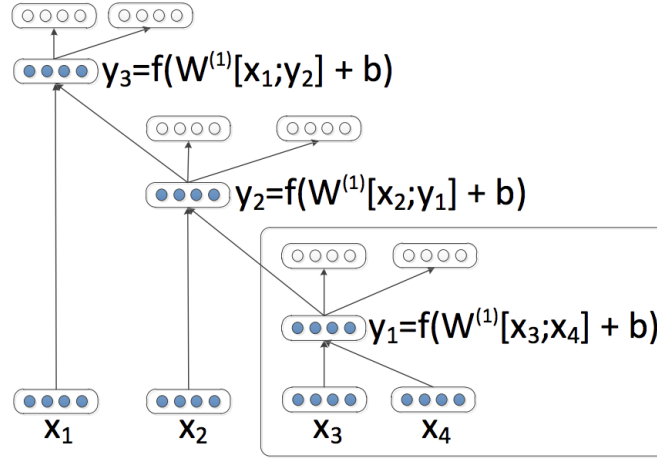 y₃=f(W⁽¹⁾[x₁;y₂] + b)
y₂=f(W⁽¹⁾[x₂;y₁] + b)
y₁=f(W⁽¹⁾[x₃;x₄] + b)
x₁ x₂ x₃ x₄